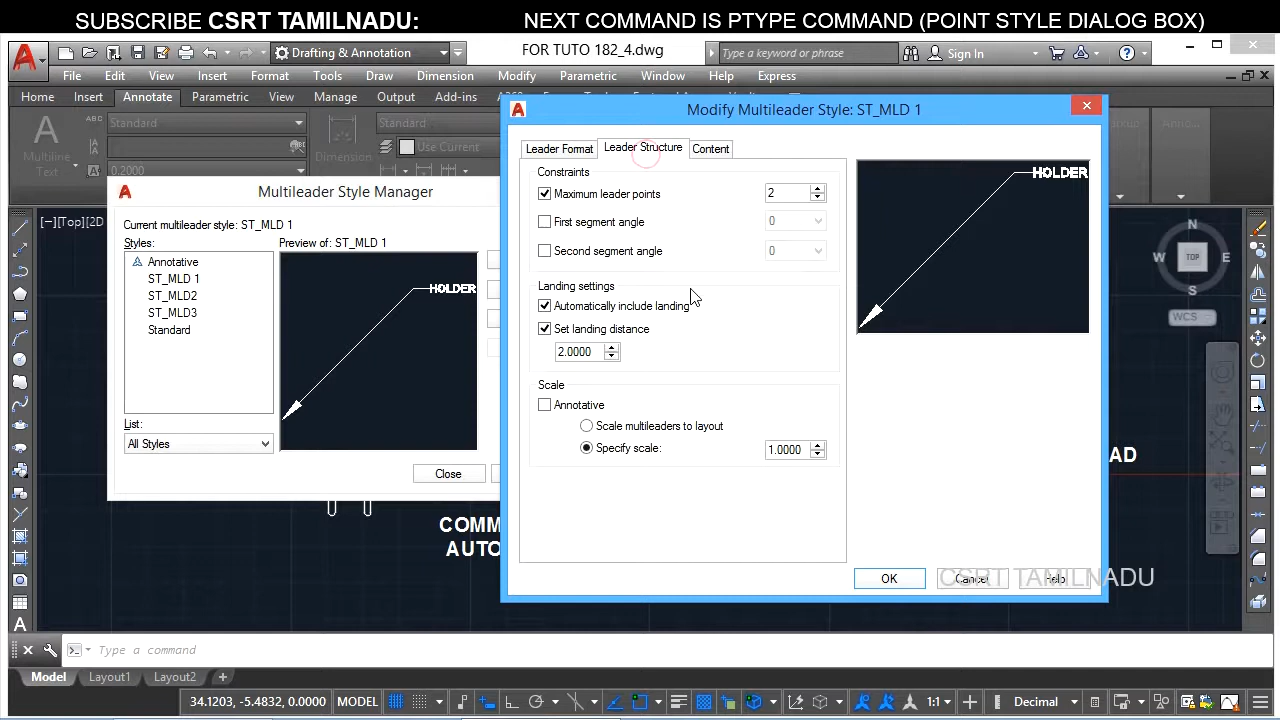 SUBSCRIBE CSRT TAMILNADU: NEXT COMMAND IS PTYPE COMMAND (POINT STYLE DIALOG BOX)
Drafting & Annotation FOR TUTO 182_4.dwg Type a keyword or phrase Sign In
File Edit View Insert Format Tools Draw Dimension Modify Parametric Window Help Express
Home Insert Annotate Parametric View Manage Output Add-ins
Modify Multileader Style: ST_MLD 1
Standard Standard
Multiline Dimension Use Current
0.2000
Leader Format Leader Structure Content
Constraints
Maximum leader points 2
First segment angle 0
Second segment angle 0
Landing settings
Automatically include landing
Set landing distance
2.0000
Scale
Annotative
Scale multileaders to layout
Specify scale: 1.0000
HOLDER
OK Cancel Help
Multileader Style Manager
Current multileader style: ST_MLD 1
Styles: Preview of: ST_MLD 1
Annotative
ST_MLD 1
ST_MLD2
ST_MLD3
Standard
HOLDER
List:
All Styles
Close
[−][Top][2D
N
W TOP E
S
WCS
AD
COMM
AUTO
CSRT TAMILNADU
A
Type a command
Model Layout1 Layout2 +
34.1203, -5.4832, 0.0000 MODEL 1:1 Decimal